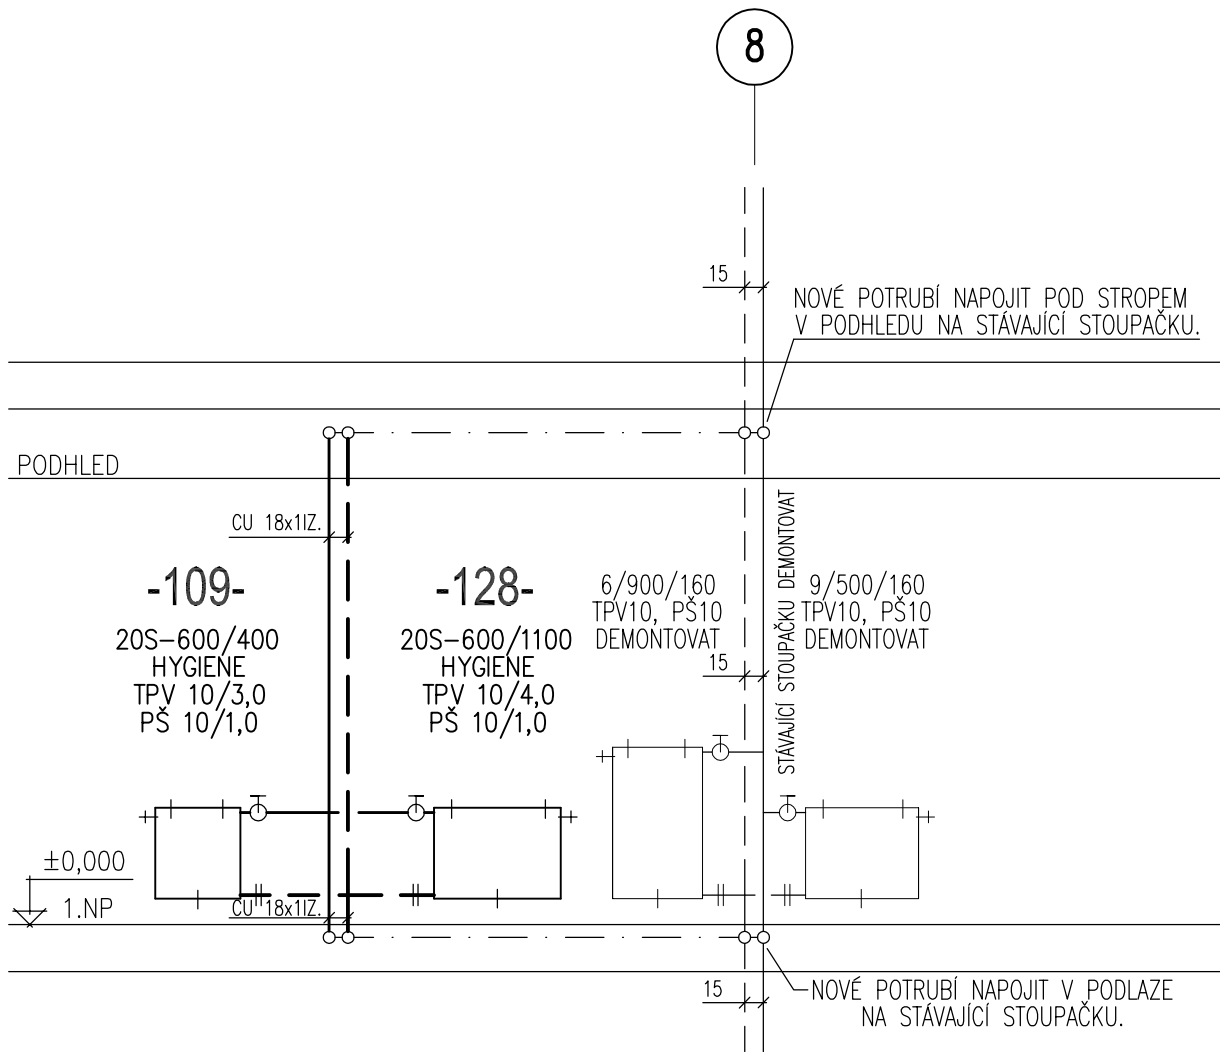 8
15
NOVÉ POTRUBÍ NAPOJIT POD STROPEM
V PODHLEDU NA STÁVAJÍCÍ STOUPAČKU.
PODHLED
CU 18x1IZ.
-109-
20S-600/400
HYGIENE
TPV 10/3,0
PŠ 10/1,0
-128-
20S-600/1100
HYGIENE
TPV 10/4,0
PŠ 10/1,0
6/900/160
TPV10, PŠ10
DEMONTOVAT
15
STÁVAJÍCÍ STOUPAČKU DEMONTOVAT
9/500/160
TPV10, PŠ10
DEMONTOVAT
±0,000
1.NP
CU 18x1IZ.
15
NOVÉ POTRUBÍ NAPOJIT V PODLAZE
NA STÁVAJÍCÍ STOUPAČKU.